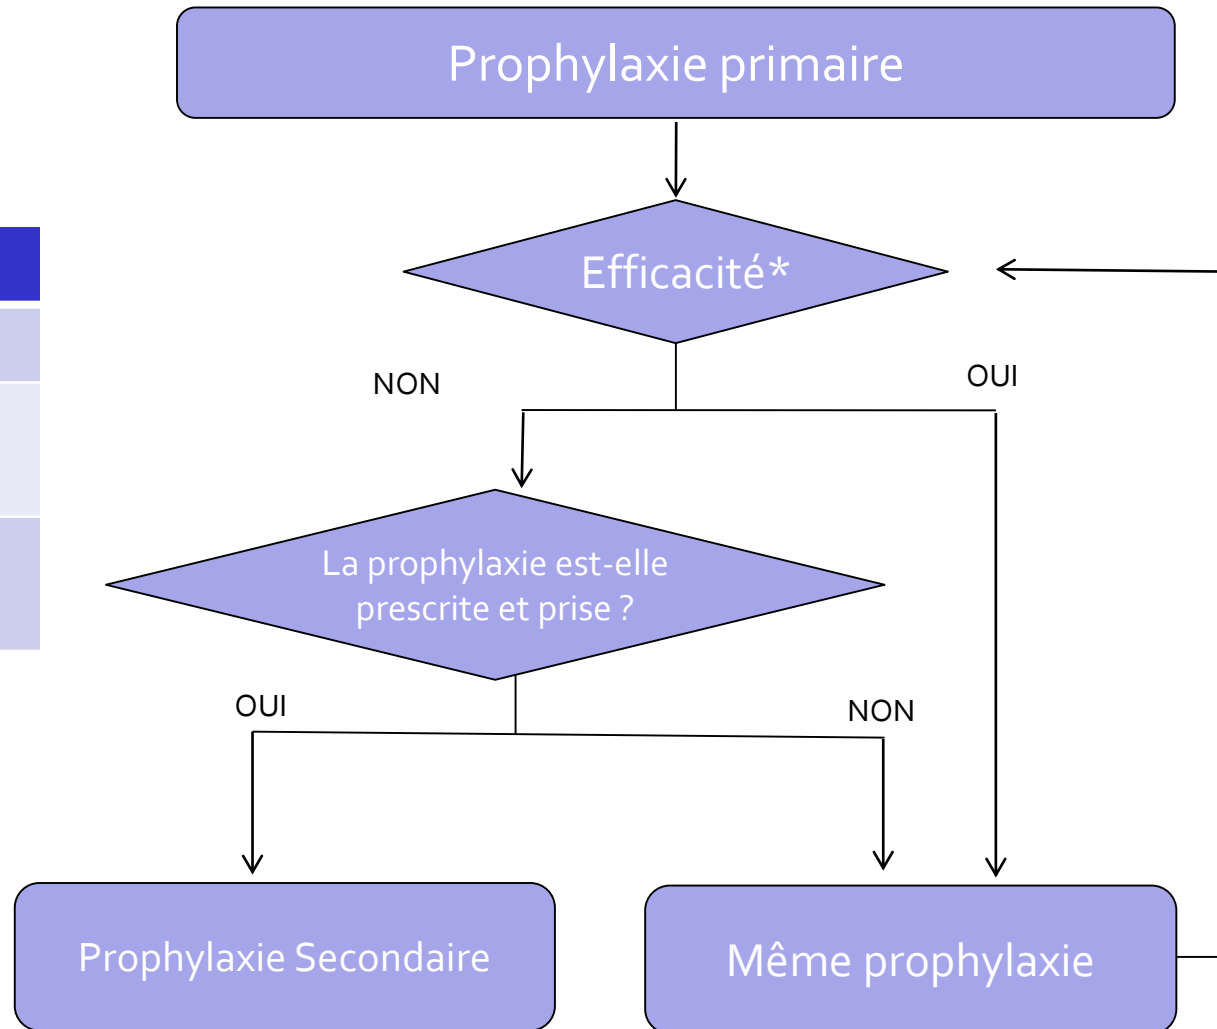 Prophylaxie primaire
Efficacité*
NON
OUI
La prophylaxie est-elle
prescrite et prise ?
OUI
NON
Prophylaxie Secondaire
Même prophylaxie